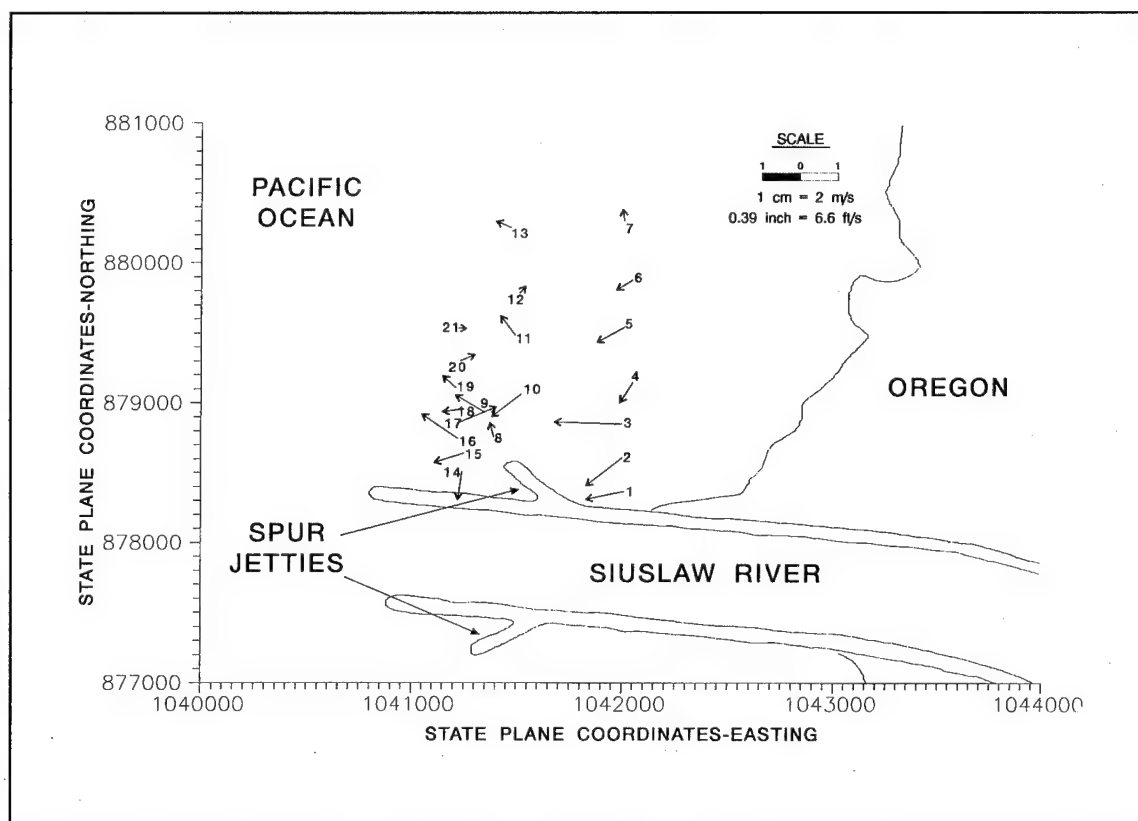 881000
SCALE
1 0 1
1 cm = 2 m/s
0.39 inch = 6.6 ft/s
PACIFIC
OCEAN
13
7
880000
6
12
5
21
11
20
4
19
10
9
OREGON
879000
18
17
3
8
16
2
15
14
1
SPUR
JETTIES
878000
SIUSLAW RIVER
877000
1040000 1041000 1042000 1043000 1044000
STATE PLANE COORDINATES-EASTING
STATE PLANE COORDINATES-NORTHING